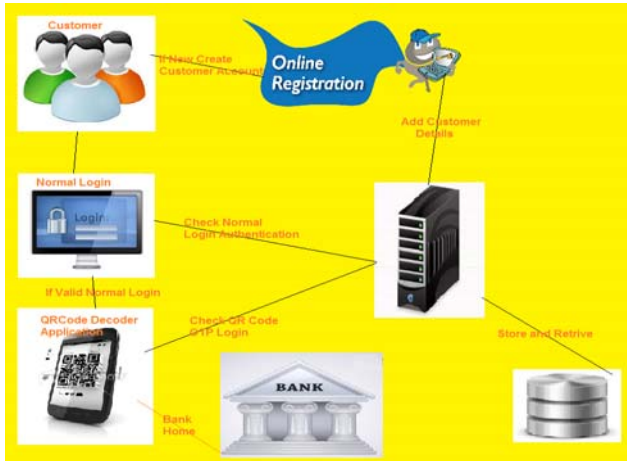 Customer
If New Create
Customer Account
Online
Registration
Add Customer
Details
Normal Login
Login:
Check Normal
Login Authentication
If Valid Normal Login
QRCode Decoder
Application
Check QR Code
OTP Login
Store and Retrive
BANK
Bank
Home